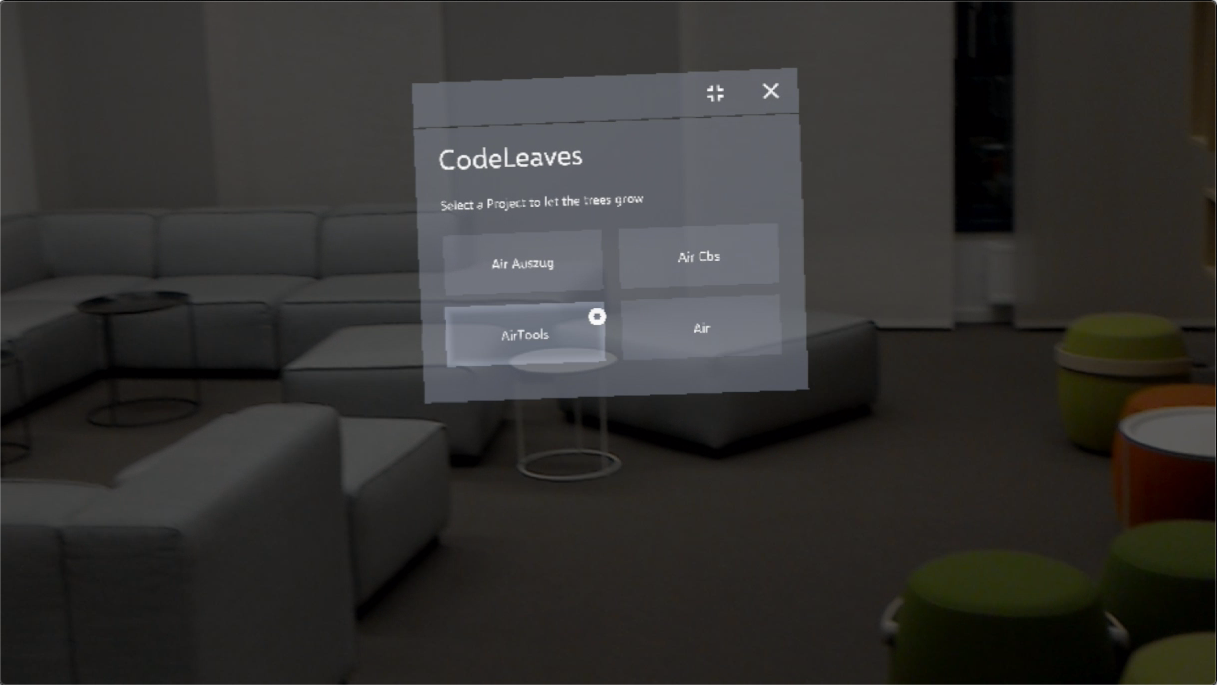 CodeLeaves
Select a Project to let the trees grow
Air Auszug
Air Cbs
AirTools
Air